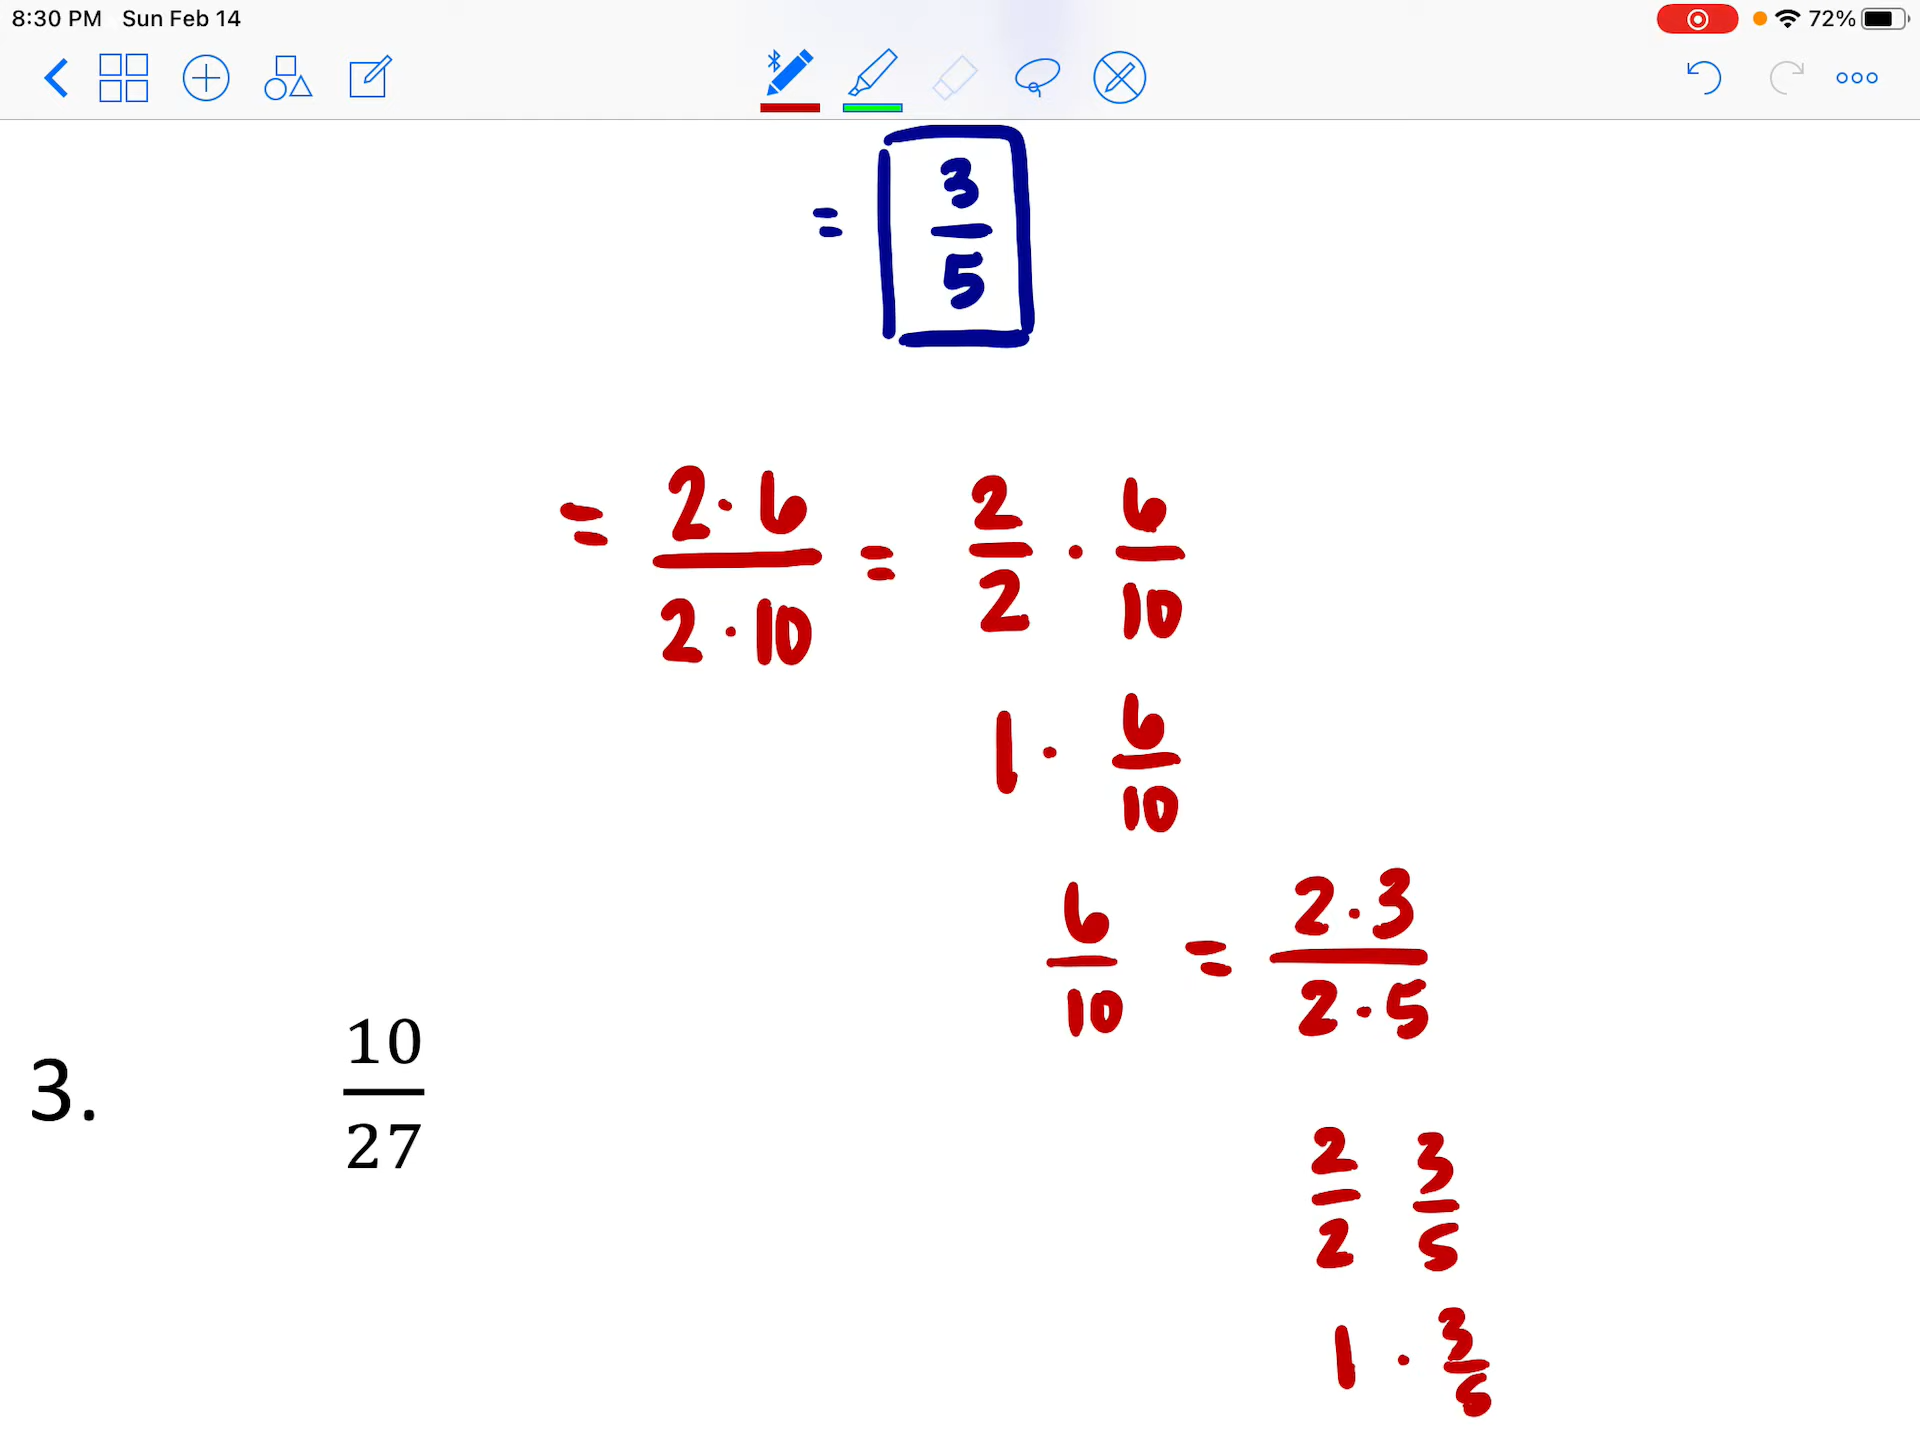 8:30 PM Sun Feb 14 72%
= 3/5
= 2·6/2·10 = 2/2 · 6/10
1 · 6/10
6/10 = 2·3/2·5
3. 10/27
2/2 3/5
1 · 3/5